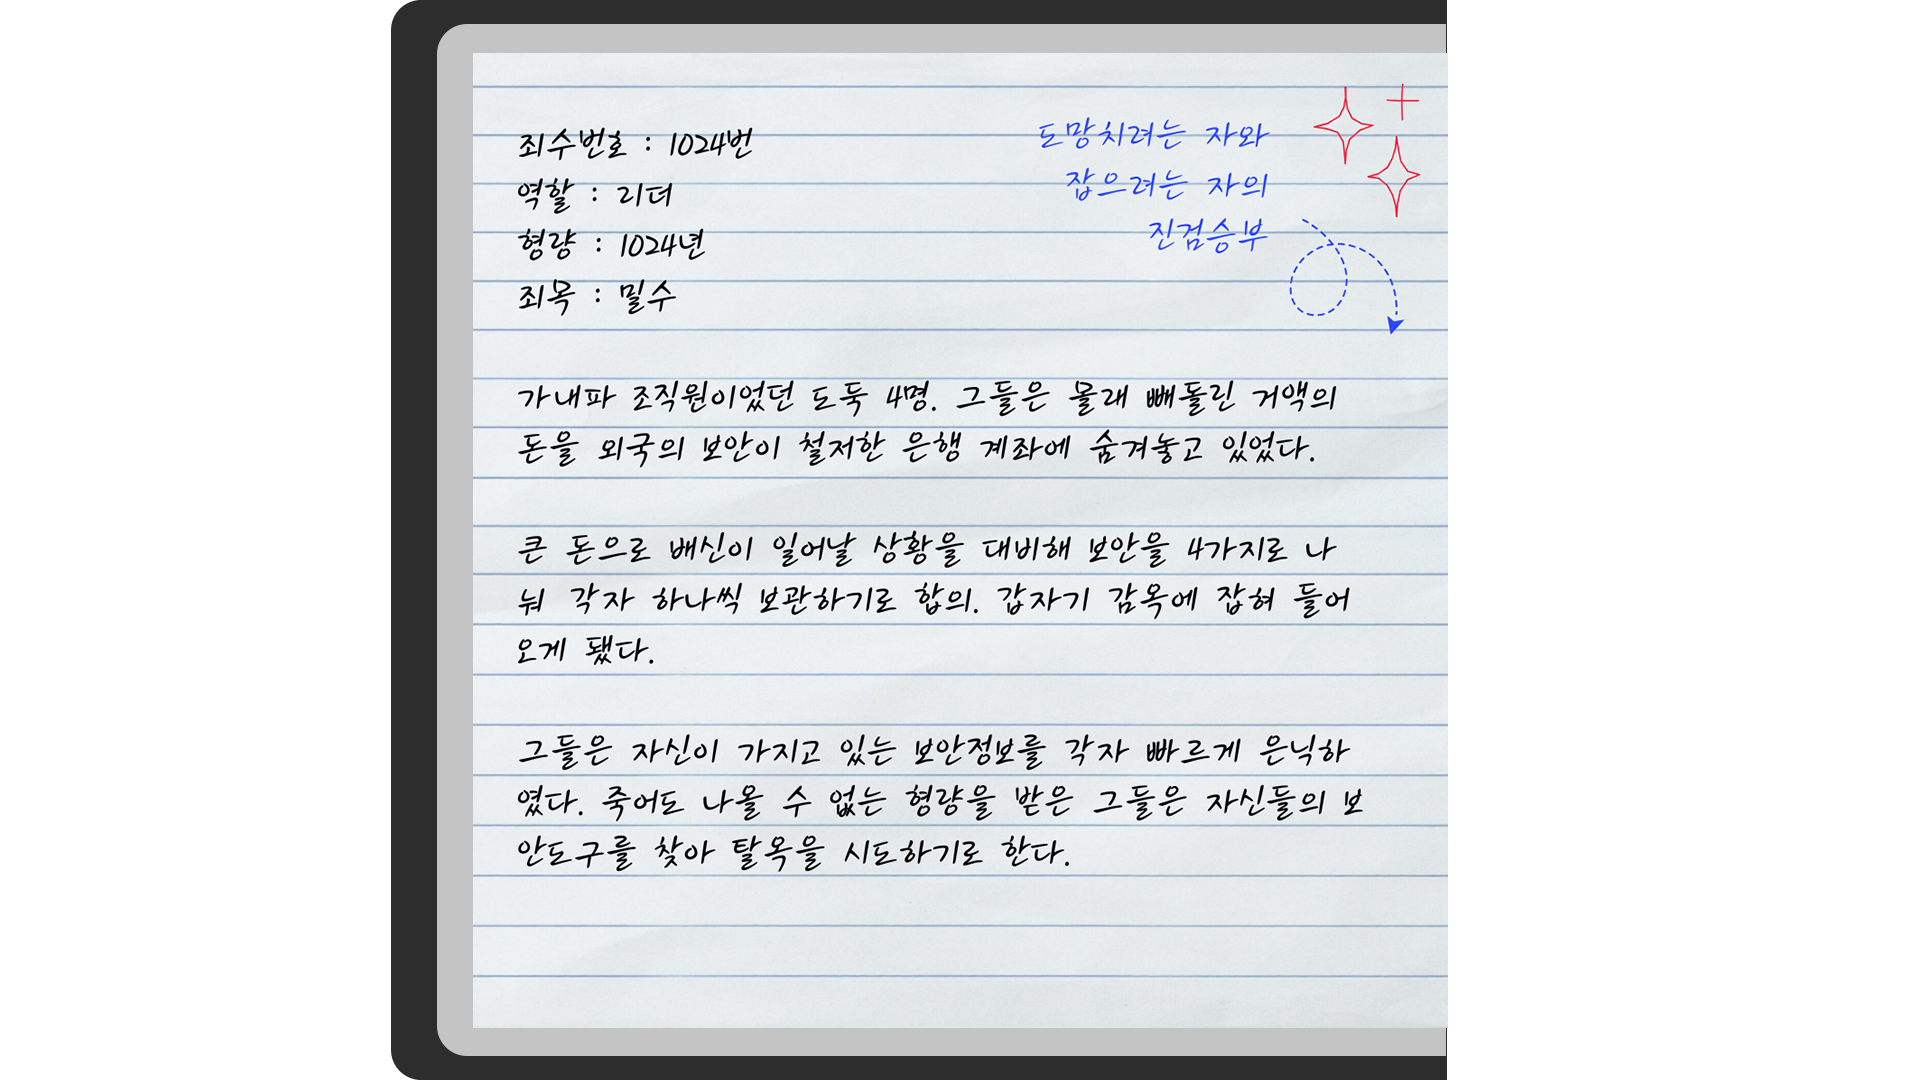 죄수번호 : 1024번
역할 : 리더
형량 : 1024년
죄목 : 밀수
도망치려는 자와
잡으려는 자의
진검승부
가내파 조직원이었던 도둑 4명. 그들은 몰래 빼돌린 거액의
돈을 외국의 보안이 철저한 은행 계좌에 숨겨놓고 있었다.
큰 돈으로 배신이 일어날 상황을 대비해 보안을 4가지로 나
눠 각자 하나씩 보관하기로 합의. 갑자기 감옥에 잡혀 들어
오게 됐다.
그들은 자신이 가지고 있는 보안정보를 각자 빠르게 은닉하
였다. 죽어도 나올 수 없는 형량을 받은 그들은 자신들의 보
안도구를 찾아 탈옥을 시도하기로 한다.